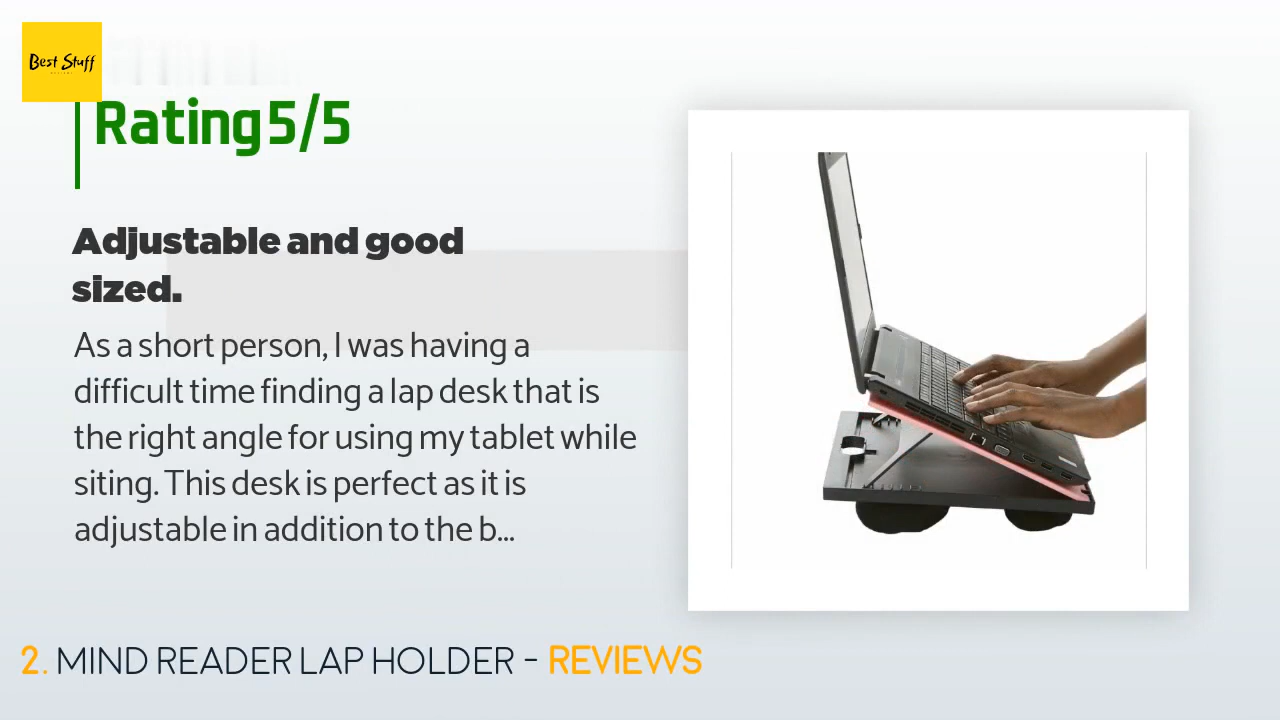 Best Stuff
Rating 5/5
Adjustable and good
sized.
As a short person, I was having a
difficult time finding a lap desk that is
the right angle for using my tablet while
siting. This desk is perfect as it is
adjustable in addition to the b...
2. MIND READER LAP HOLDER - REVIEWS